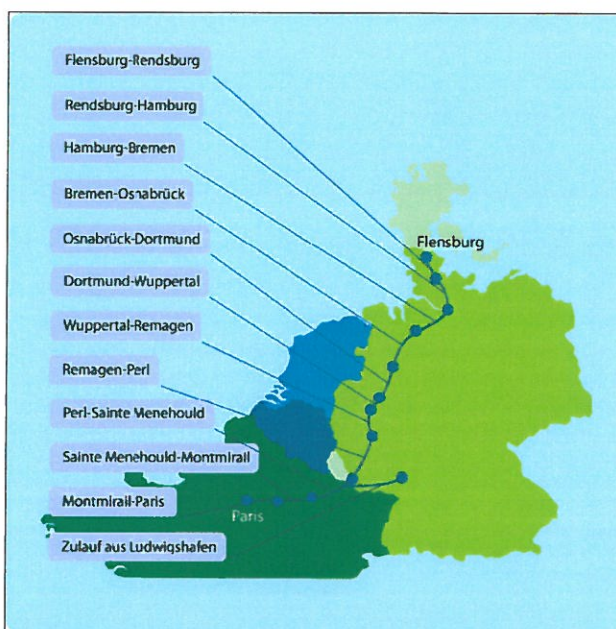 Flensburg-Rendsburg
Rendsburg-Hamburg
Hamburg-Bremen
Bremen-Osnabrück
Flensburg
Osnabrück-Dortmund
Dortmund-Wuppertal
Wuppertal-Remagen
Remagen-Perl
Perl-Sainte Menehould
Sainte Menehould-Montmirail
Montmirail-Paris
Paris
Zulauf aus Ludwigshafen